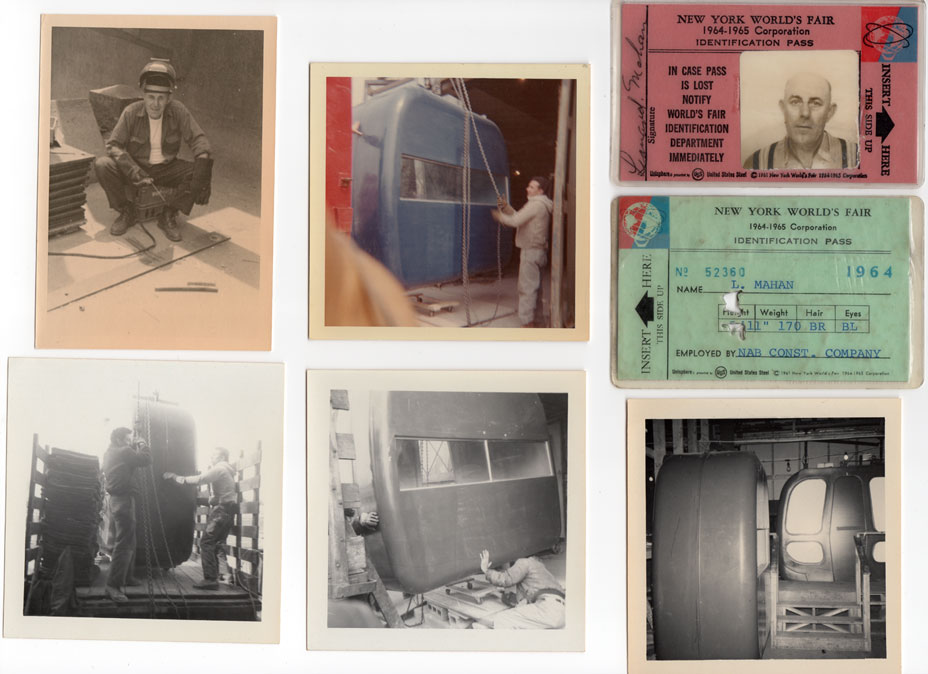 NEW YORK WORLD'S FAIR
1964-1965 Corporation
IDENTIFICATION PASS
IN CASE PASS
IS LOST
NOTIFY
WORLD'S FAIR
IDENTIFICATION
DEPARTMENT
IMMEDIATELY
Leonard Mahan
Signature
INSERT HERE
THIS SIDE UP
Unisphere presented by USS United States Steel © 1961 New York World's Fair 1964-1965 Corporation
NEW YORK WORLD'S FAIR
1964-1965 Corporation
IDENTIFICATION PASS
INSERT HERE
THIS SIDE UP
Nº 52360 1964
NAME L. MAHAN
Height Weight Hair Eyes
11" 170 BR BL
EMPLOYED BY NAB CONST. COMPANY
Unisphere presented by USS United States Steel © 1961 New York World's Fair 1964-1965 Corporation